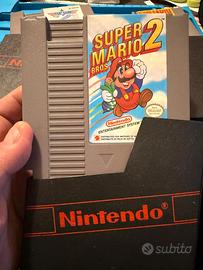 SUPER
MARIO
BROS 2
Nintendo
ENTERTAINMENT SYSTEM
Nintendo®
subito